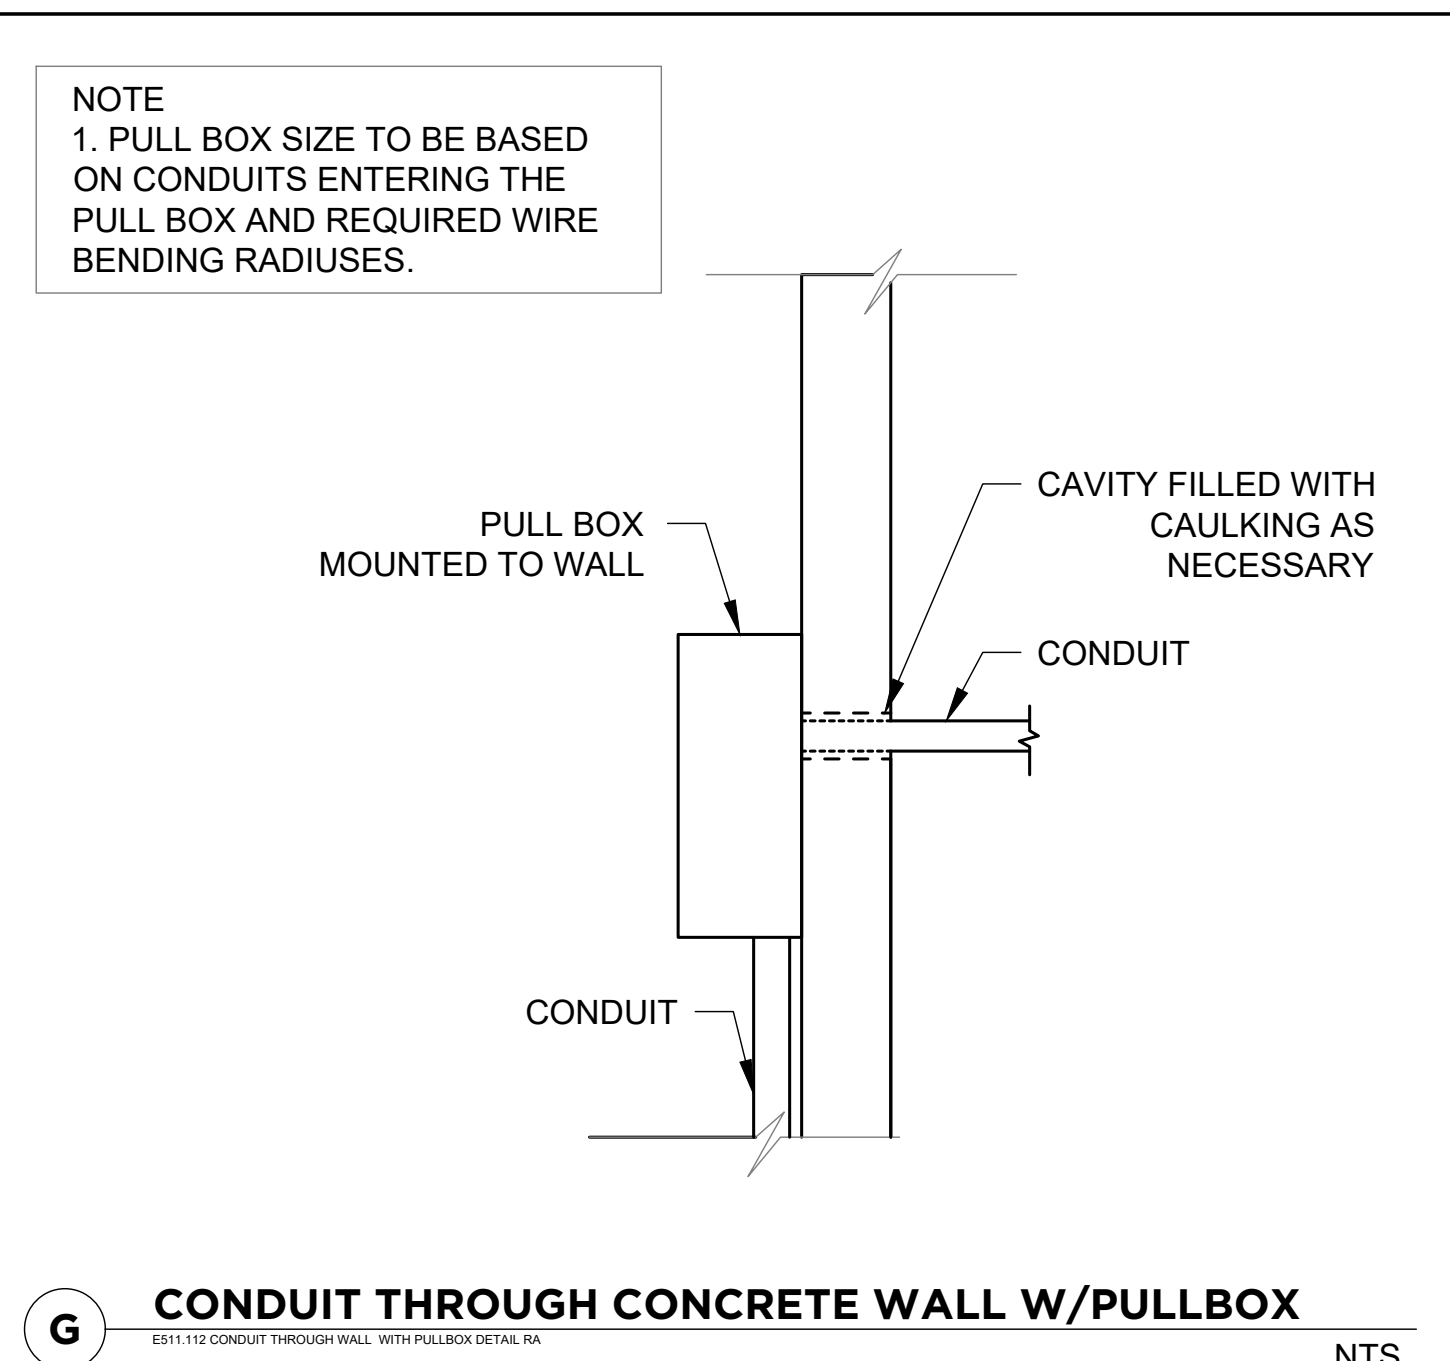 NOTE
1. PULL BOX SIZE TO BE BASED
ON CONDUITS ENTERING THE
PULL BOX AND REQUIRED WIRE
BENDING RADIUSES.
CAVITY FILLED WITH
CAULKING AS
NECESSARY
PULL BOX
MOUNTED TO WALL
CONDUIT
CONDUIT
G
CONDUIT THROUGH CONCRETE WALL W/PULLBOX
E511.112 CONDUIT THROUGH WALL WITH PULLBOX DETAIL RA
NTS